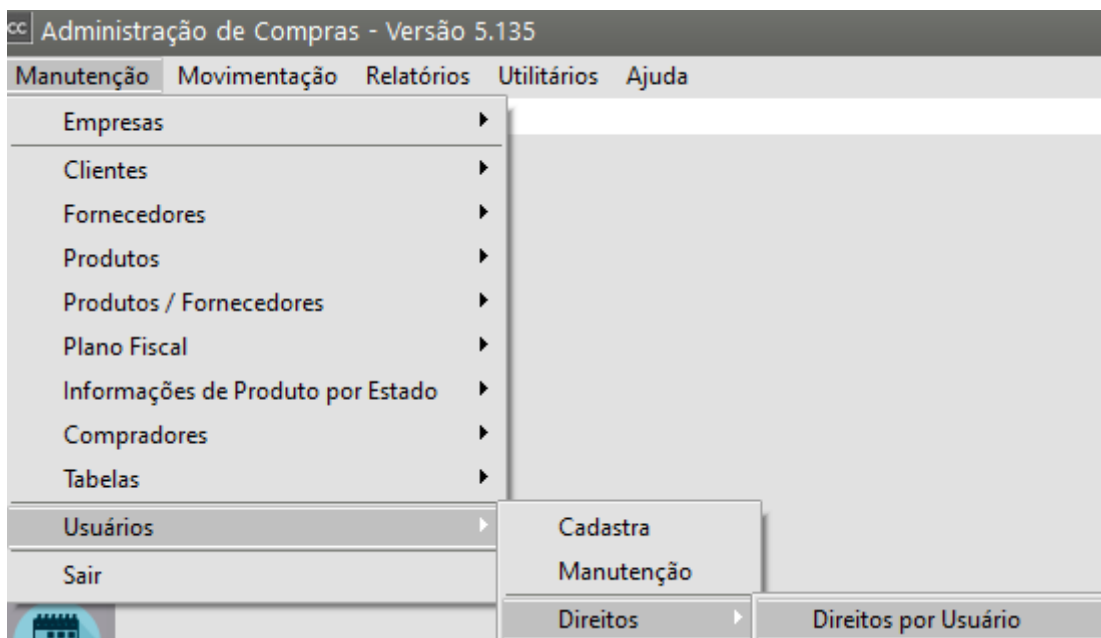 cc Administração de Compras - Versão 5.135
Manutenção Movimentação Relatórios Utilitários Ajuda
Empresas
Clientes
Fornecedores
Produtos
Produtos / Fornecedores
Plano Fiscal
Informações de Produto por Estado
Compradores
Tabelas
Usuários
Cadastra
Sair
Manutenção
Direitos
Direitos por Usuário